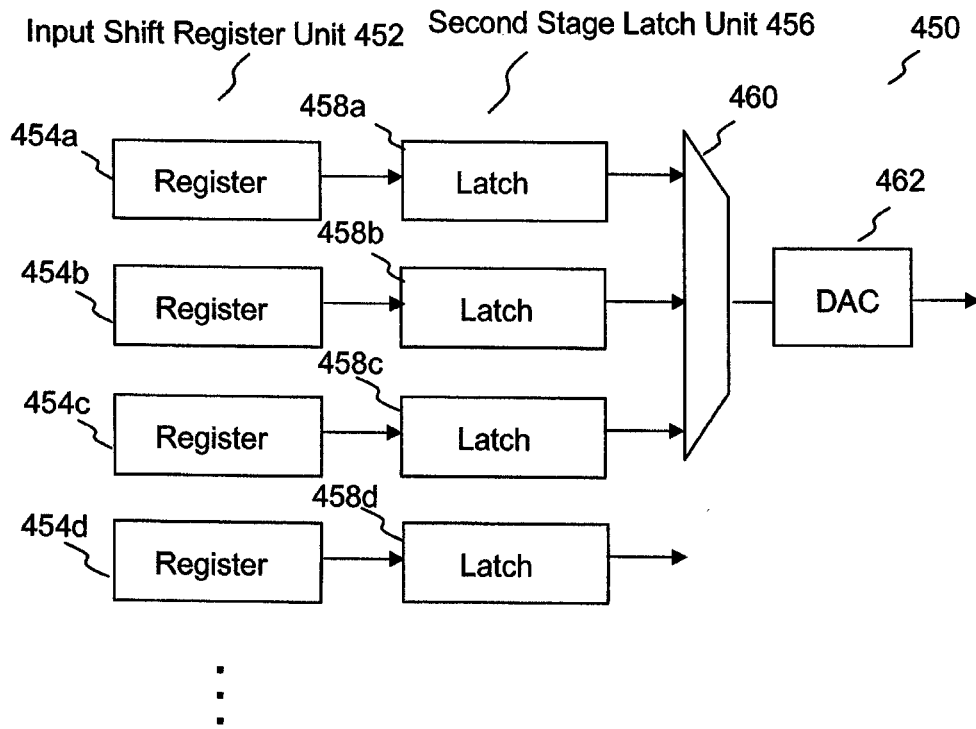 Input Shift Register Unit 452
Second Stage Latch Unit 456
450
454a
Register
458a
Latch
460
462
DAC
454b
Register
458b
Latch
454c
Register
458c
Latch
454d
Register
458d
Latch